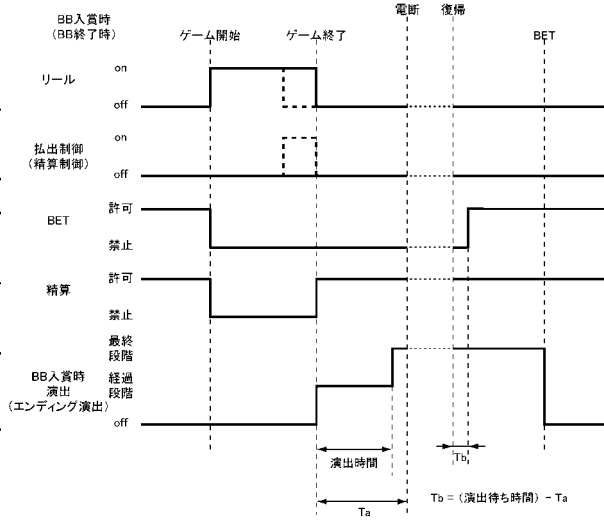 電断 復帰
BB入賞時
(BB終了時)
ゲーム開始 ゲーム終了 BET
リール
on
off
払出制御
(精算制御)
on
off
BET
許可
禁止
精算
許可
禁止
BB入賞時
演出
(エンディング演出)
最終
段階
経過
段階
off
演出時間
Tb
Ta
Tb = (演出待ち時間) - Ta